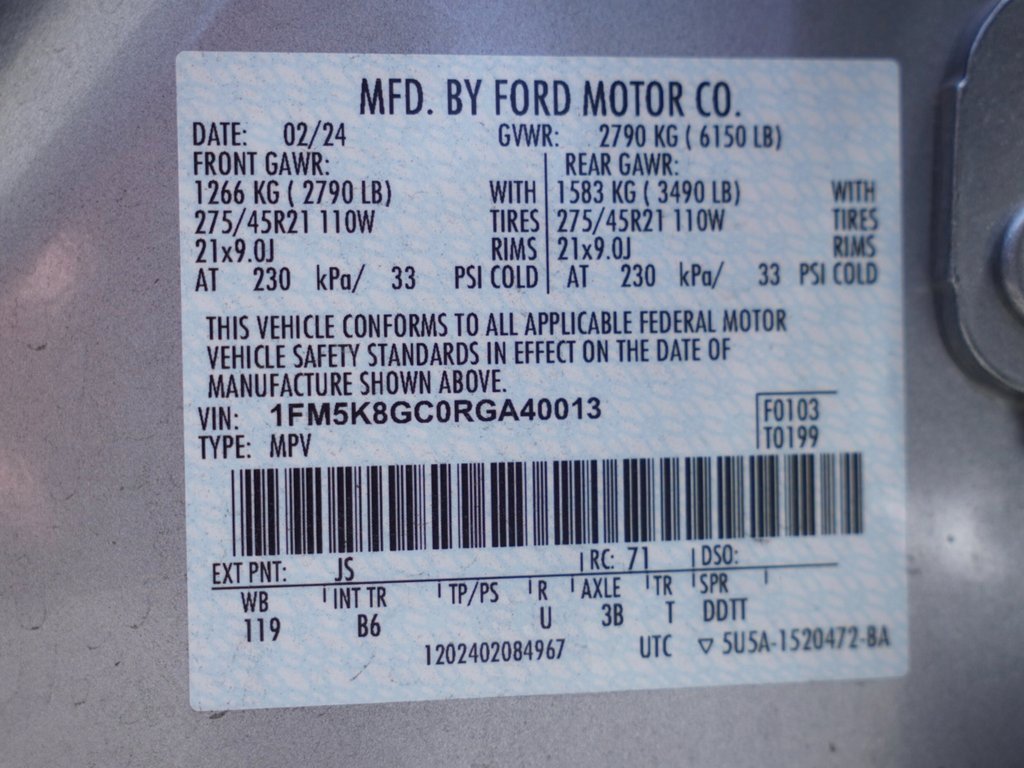 MFD. BY FORD MOTOR CO.
DATE: 02/24 GVWR: 2790 KG ( 6150 LB)
FRONT GAWR: REAR GAWR:
1266 KG ( 2790 LB) WITH 1583 KG ( 3490 LB) WITH
275/45R21 110W TIRES 275/45R21 110W TIRES
21x9.0J RIMS 21x9.0J RIMS
AT 230 kPa/ 33 PSI COLD AT 230 kPa/ 33 PSI COLD
THIS VEHICLE CONFORMS TO ALL APPLICABLE FEDERAL MOTOR
VEHICLE SAFETY STANDARDS IN EFFECT ON THE DATE OF
MANUFACTURE SHOWN ABOVE.
VIN: 1FM5K8GC0RGA40013 F0103
TYPE: MPV T0199
EXT PNT: JS RC: 71 DSO:
WB INT TR TP/PS R AXLE TR SPR
119 B6 U 3B T DDTT
1202402084967 UTC ▽ 5U5A-1520472-BA